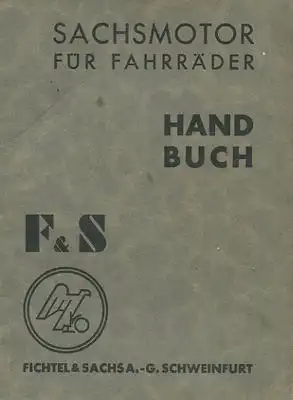 SACHSMOTOR
FÜR FAHRRÄDER
HAND
BUCH
F&S
FICHTEL & SACHS A.-G. SCHWEINFURT